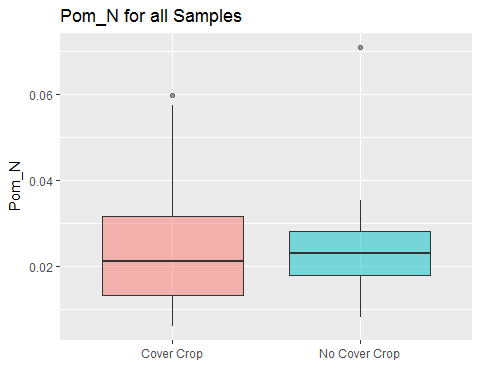 Pom_N for all Samples
Pom_N
0.06
0.04
0.02
Cover Crop
No Cover Crop